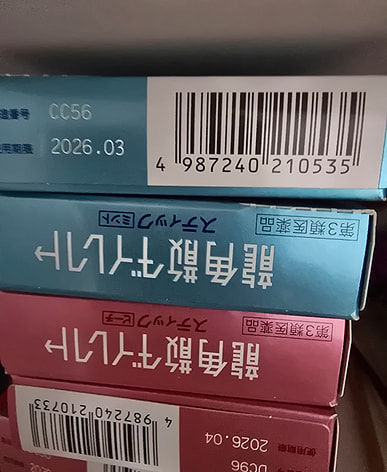 造番号 CC56
使用期限 2026.03
4 987240 210535
第3類医薬品
スティック ミント
龍角散ダイレクト
第3類医薬品
スティック ピーチ
龍角散ダイレクト
4 987240 210733
使用期限 2026.04
DC96